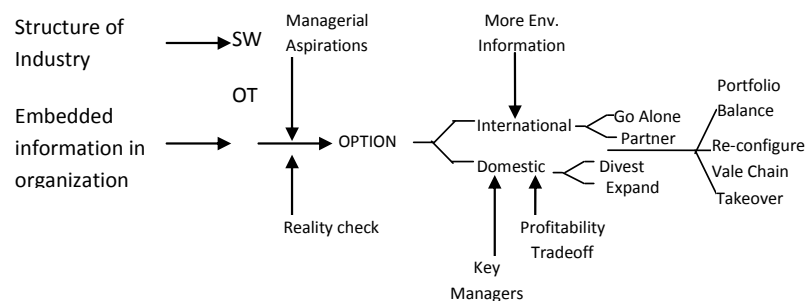 Structure of
Industry
SW
OT
Embedded
information in
organization
Managerial
Aspirations
OPTION
Reality check
More Env.
Information
International
Go Alone
Partner
Domestic
Divest
Expand
Key
Managers
Profitability
Tradeoff
Portfolio
Balance
Re-configure
Vale Chain
Takeover